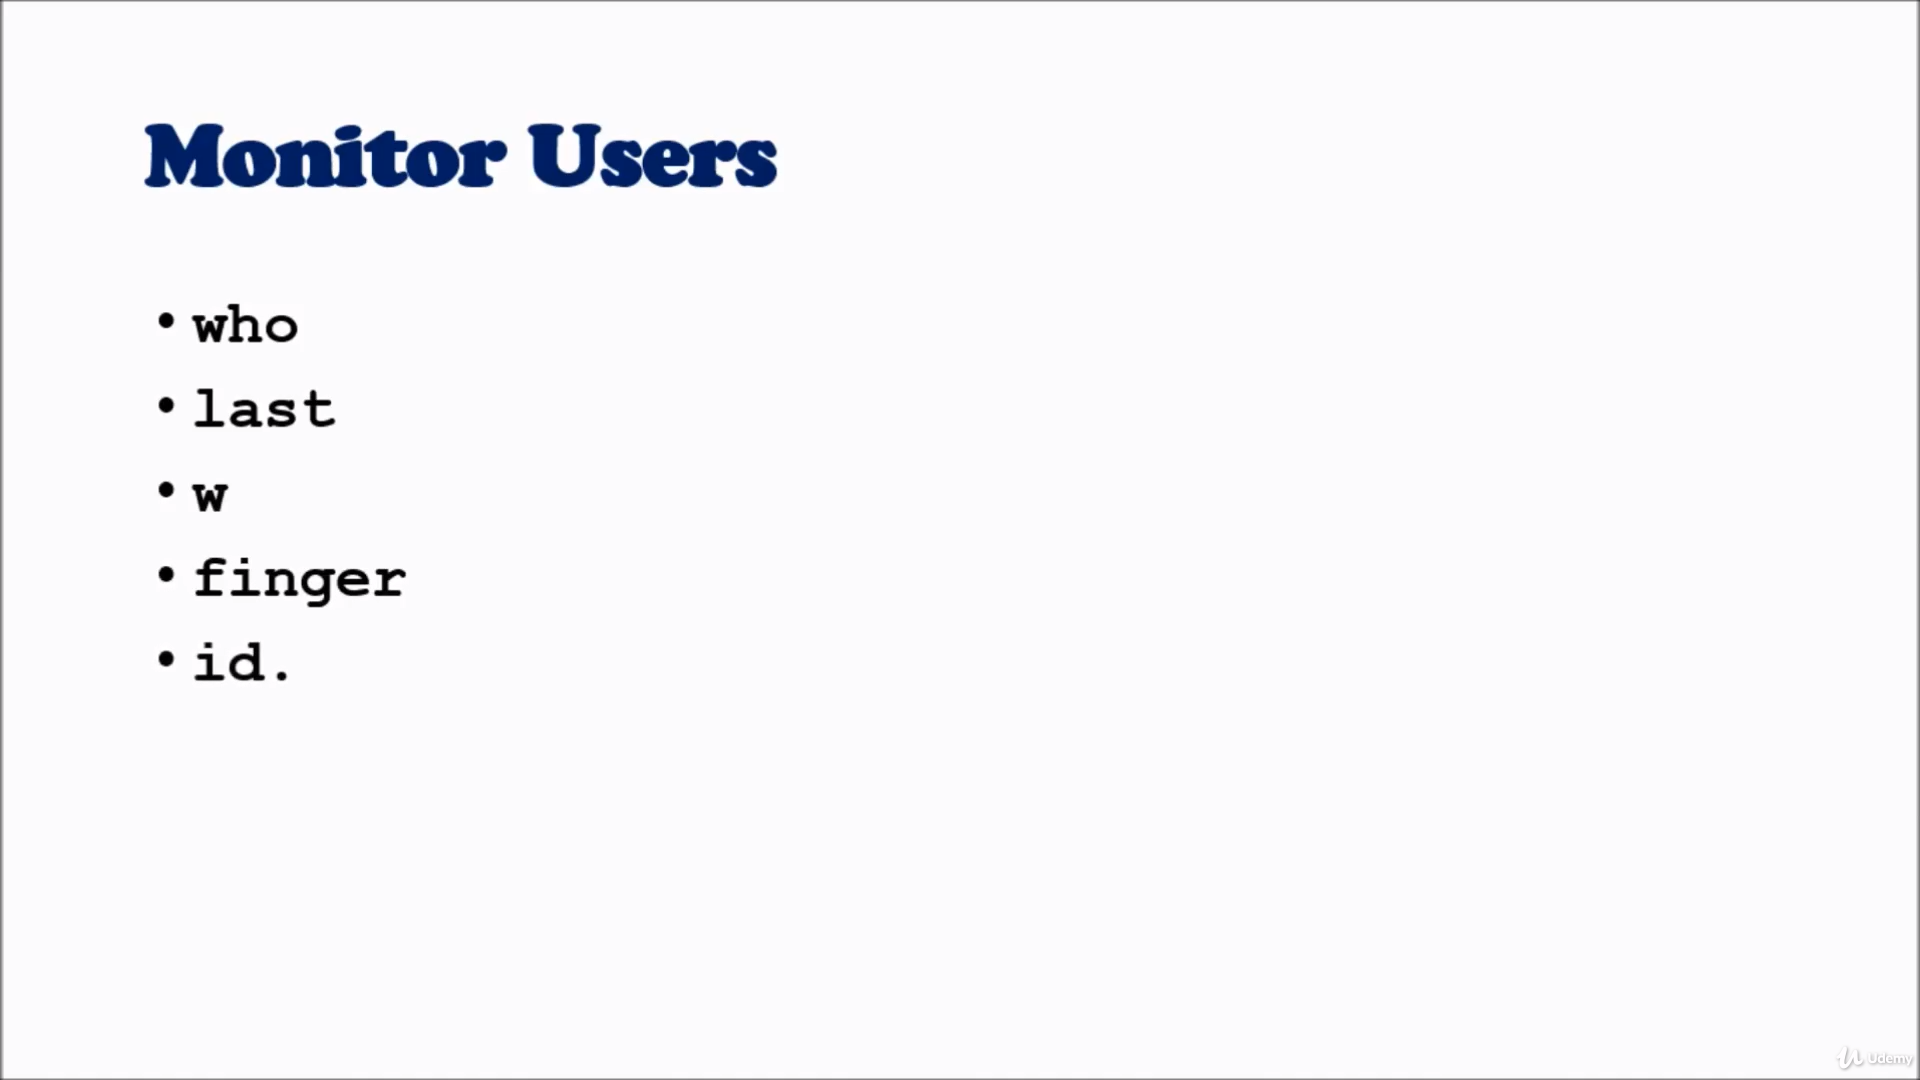 Monitor Users
• who
• last
• w
• finger
• id.
Udemy